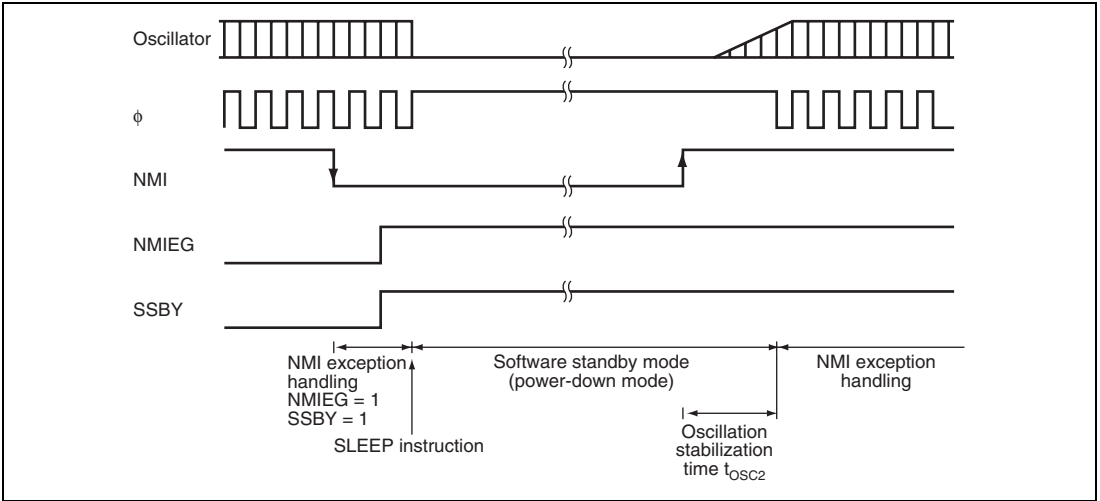 Oscillator
φ
NMI
NMIEG
SSBY
NMI exception
handling
NMIEG = 1
SSBY = 1
Software standby mode
(power-down mode)
NMI exception
handling
SLEEP instruction
Oscillation
stabilization
time tOSC2